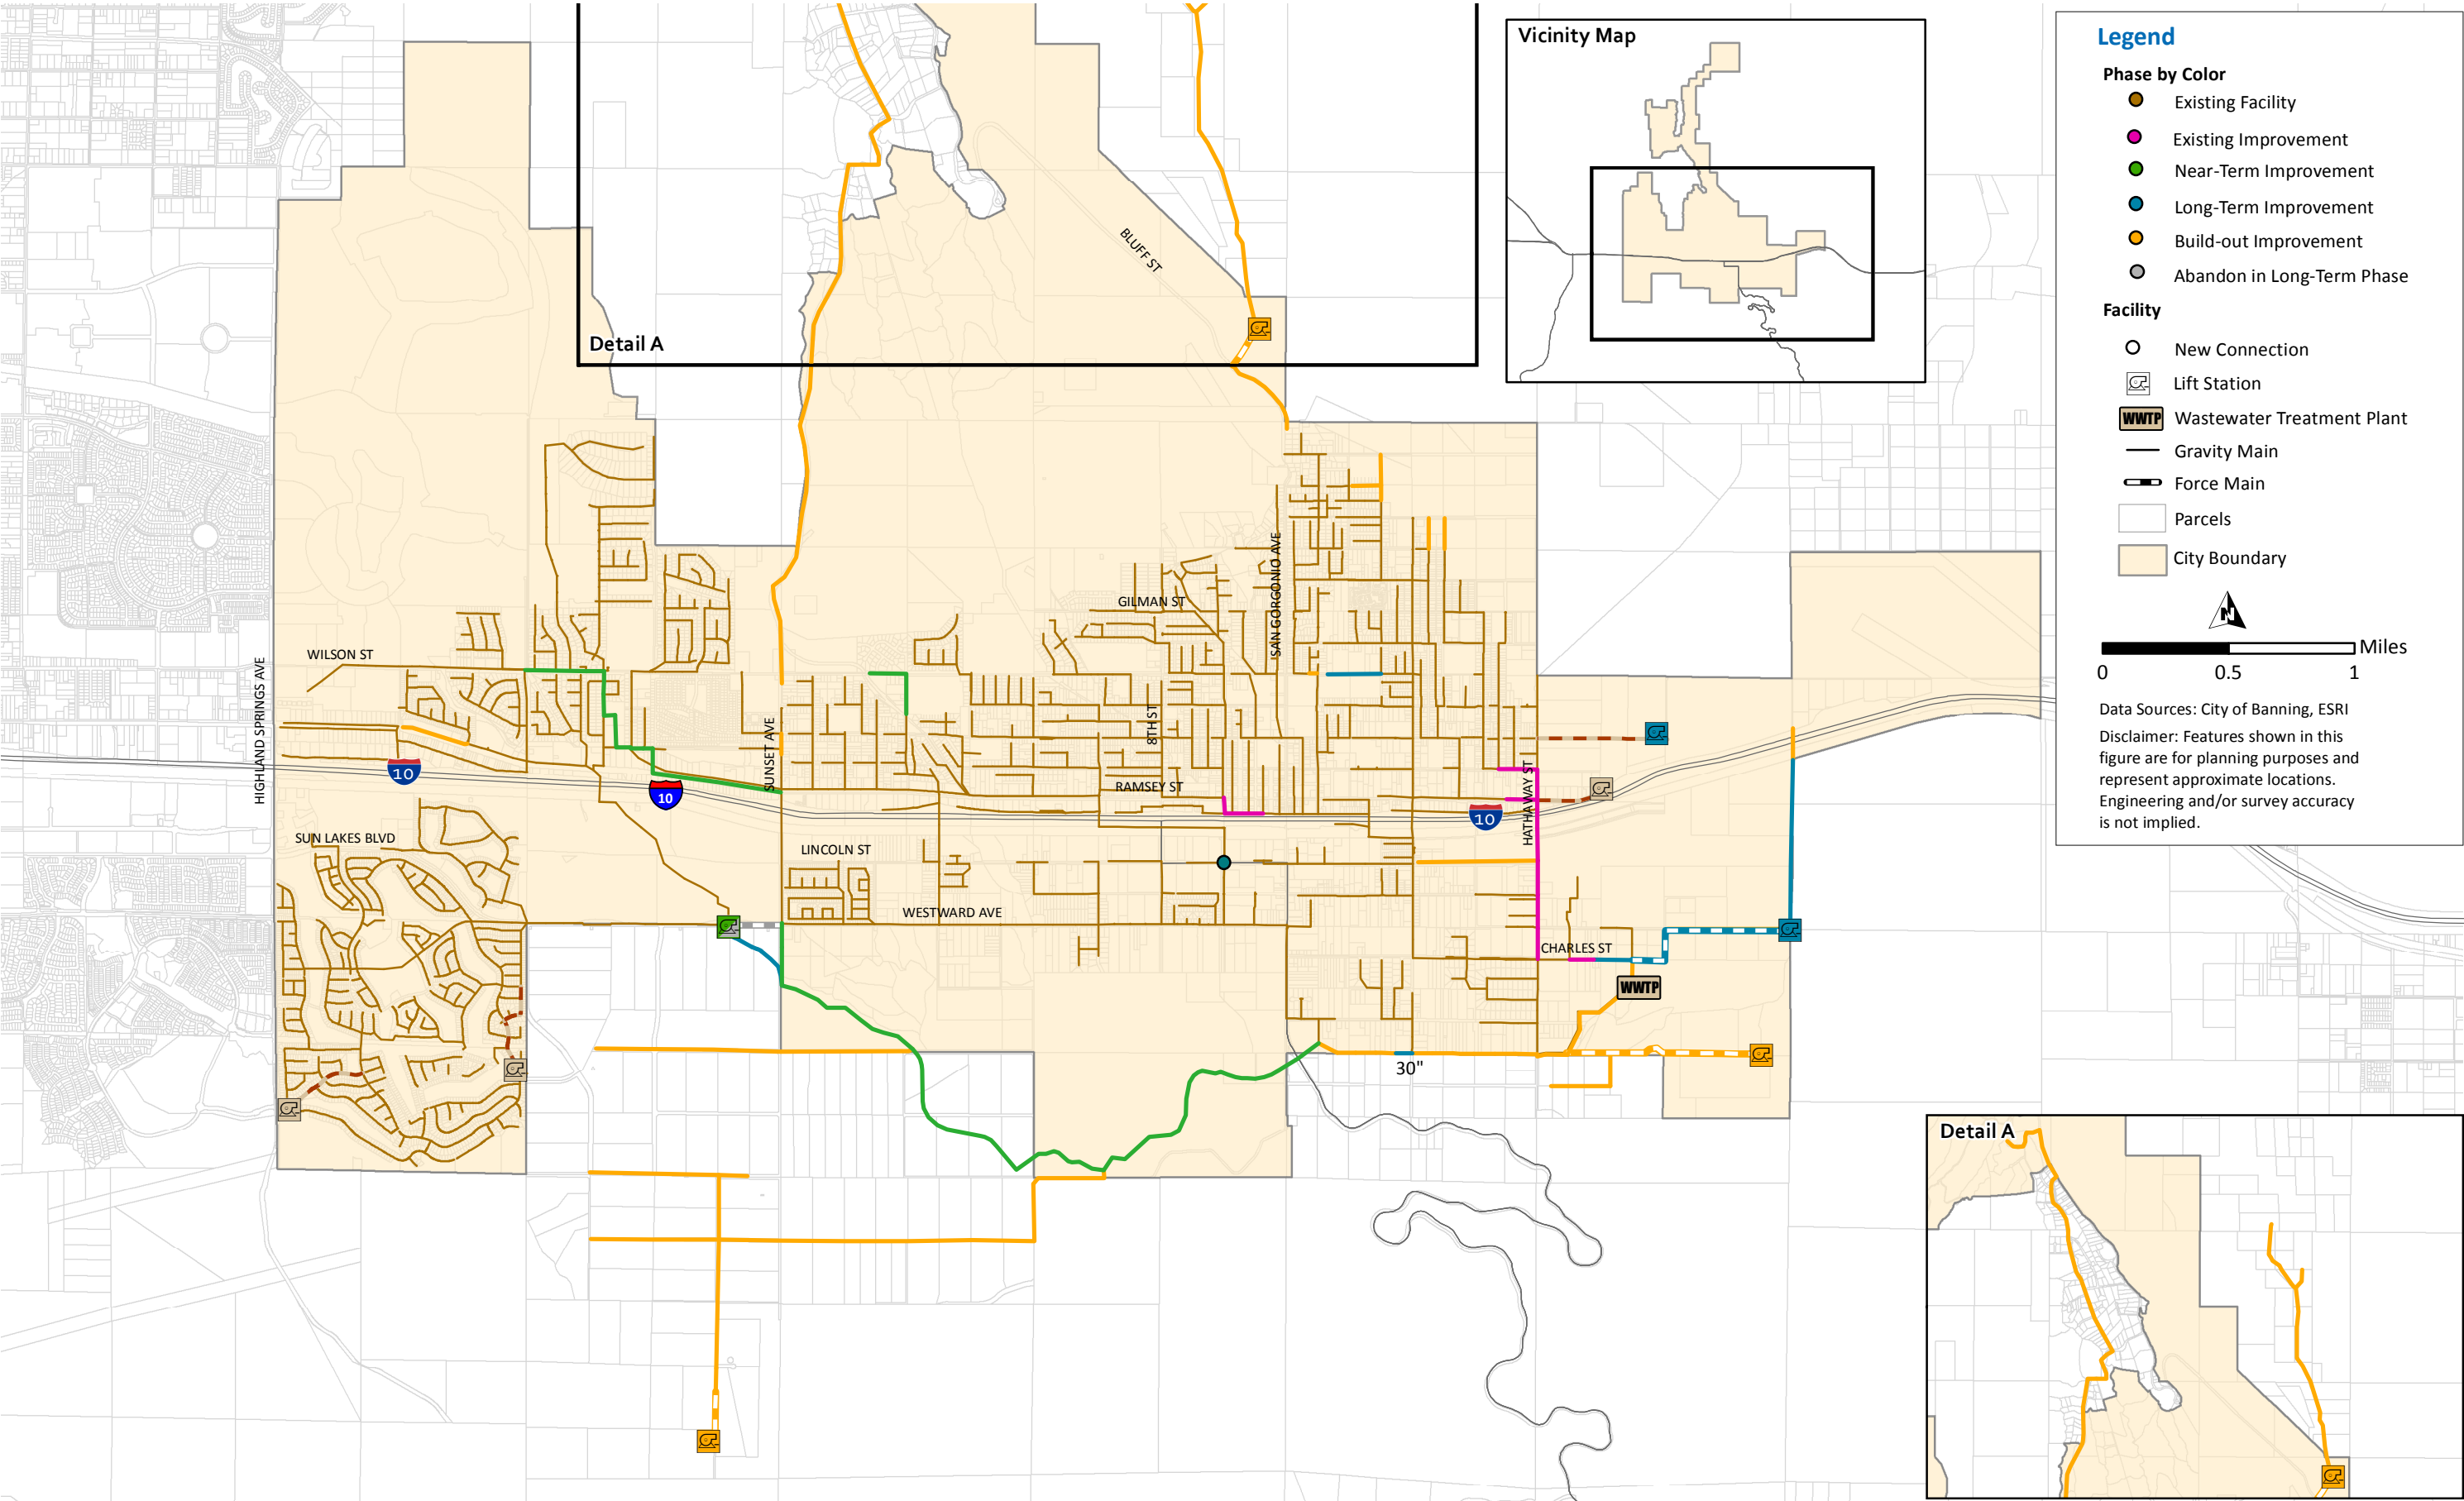 Detail A
BLUFF ST
Vicinity Map
Legend
Phase by Color
Existing Facility
Existing Improvement
Near-Term Improvement
Long-Term Improvement
Build-out Improvement
Abandon in Long-Term Phase
Facility
New Connection
Lift Station
WWTP Wastewater Treatment Plant
Gravity Main
Force Main
Parcels
City Boundary
N
Miles
0 0.5 1
Data Sources: City of Banning, ESRI
Disclaimer: Features shown in this
figure are for planning purposes and
represent approximate locations.
Engineering and/or survey accuracy
is not implied.
GILMAN ST
SAN GORGONIO AVE
WILSON ST
HIGHLAND SPRINGS AVE
SUNSET AVE
8TH ST
RAMSEY ST
HATHAWAY ST
10
10
10
SUN LAKES BLVD
LINCOLN ST
WESTWARD AVE
CHARLES ST
WWTP
30"
Detail A